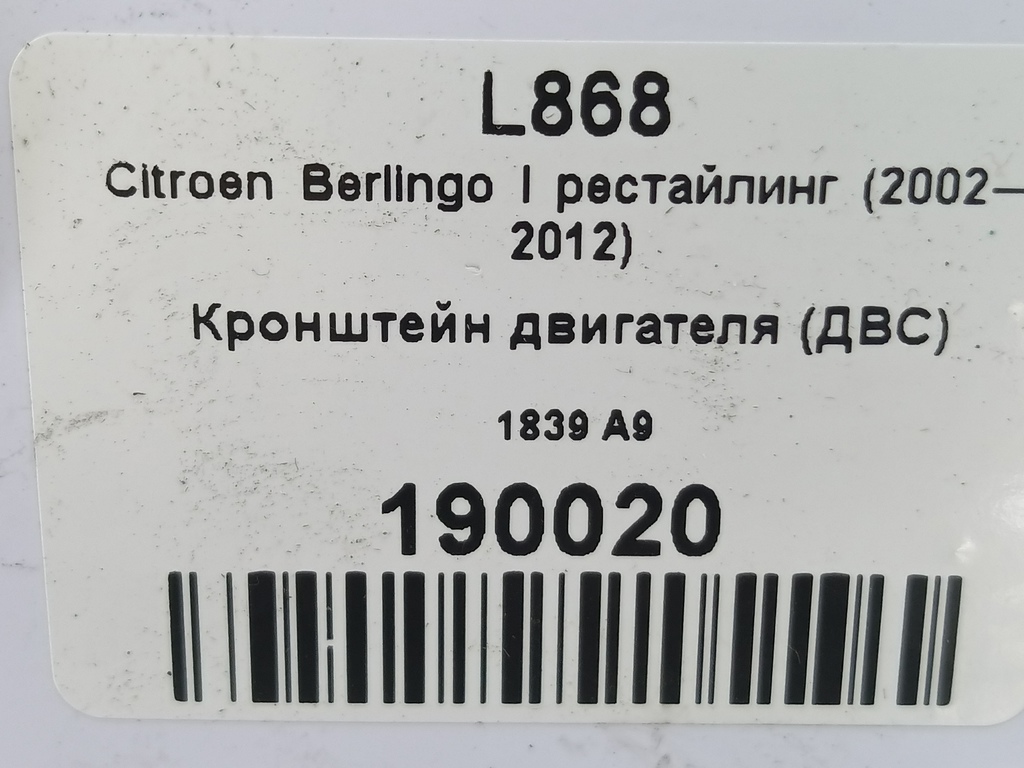 L868
Citroen Berlingo I рестайлинг (2002—
2012)
Кронштейн двигателя (ДВС)
1839 A9
190020